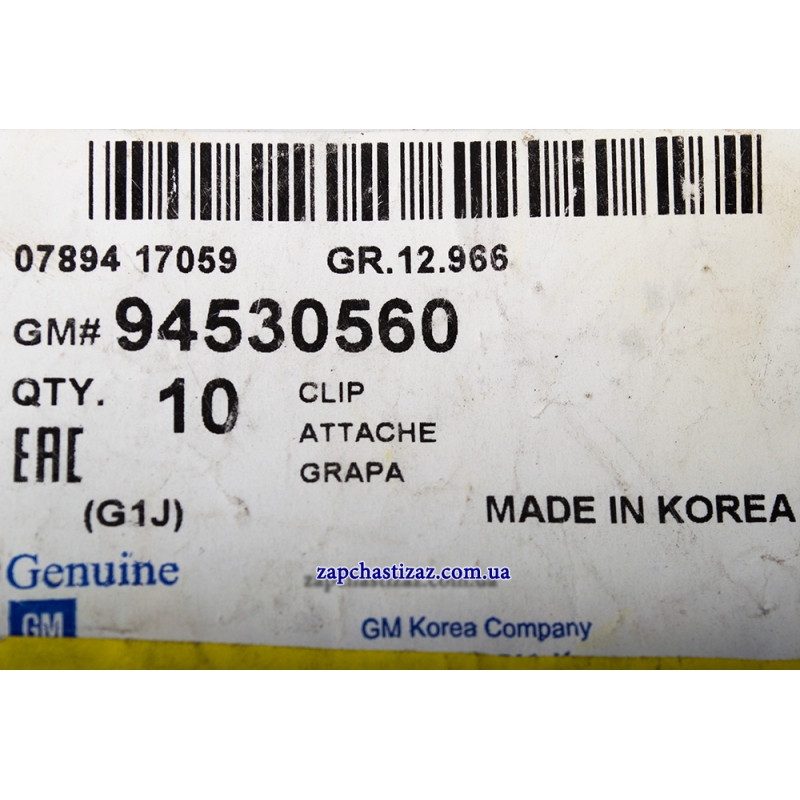 07894 17059 GR.12.966
GM# 94530560
QTY. 10 CLIP
ATTACHE
EAC GRAPA
(G1J) MADE IN KOREA
Genuine zapchastizaz.com.ua
GM GM Korea Company